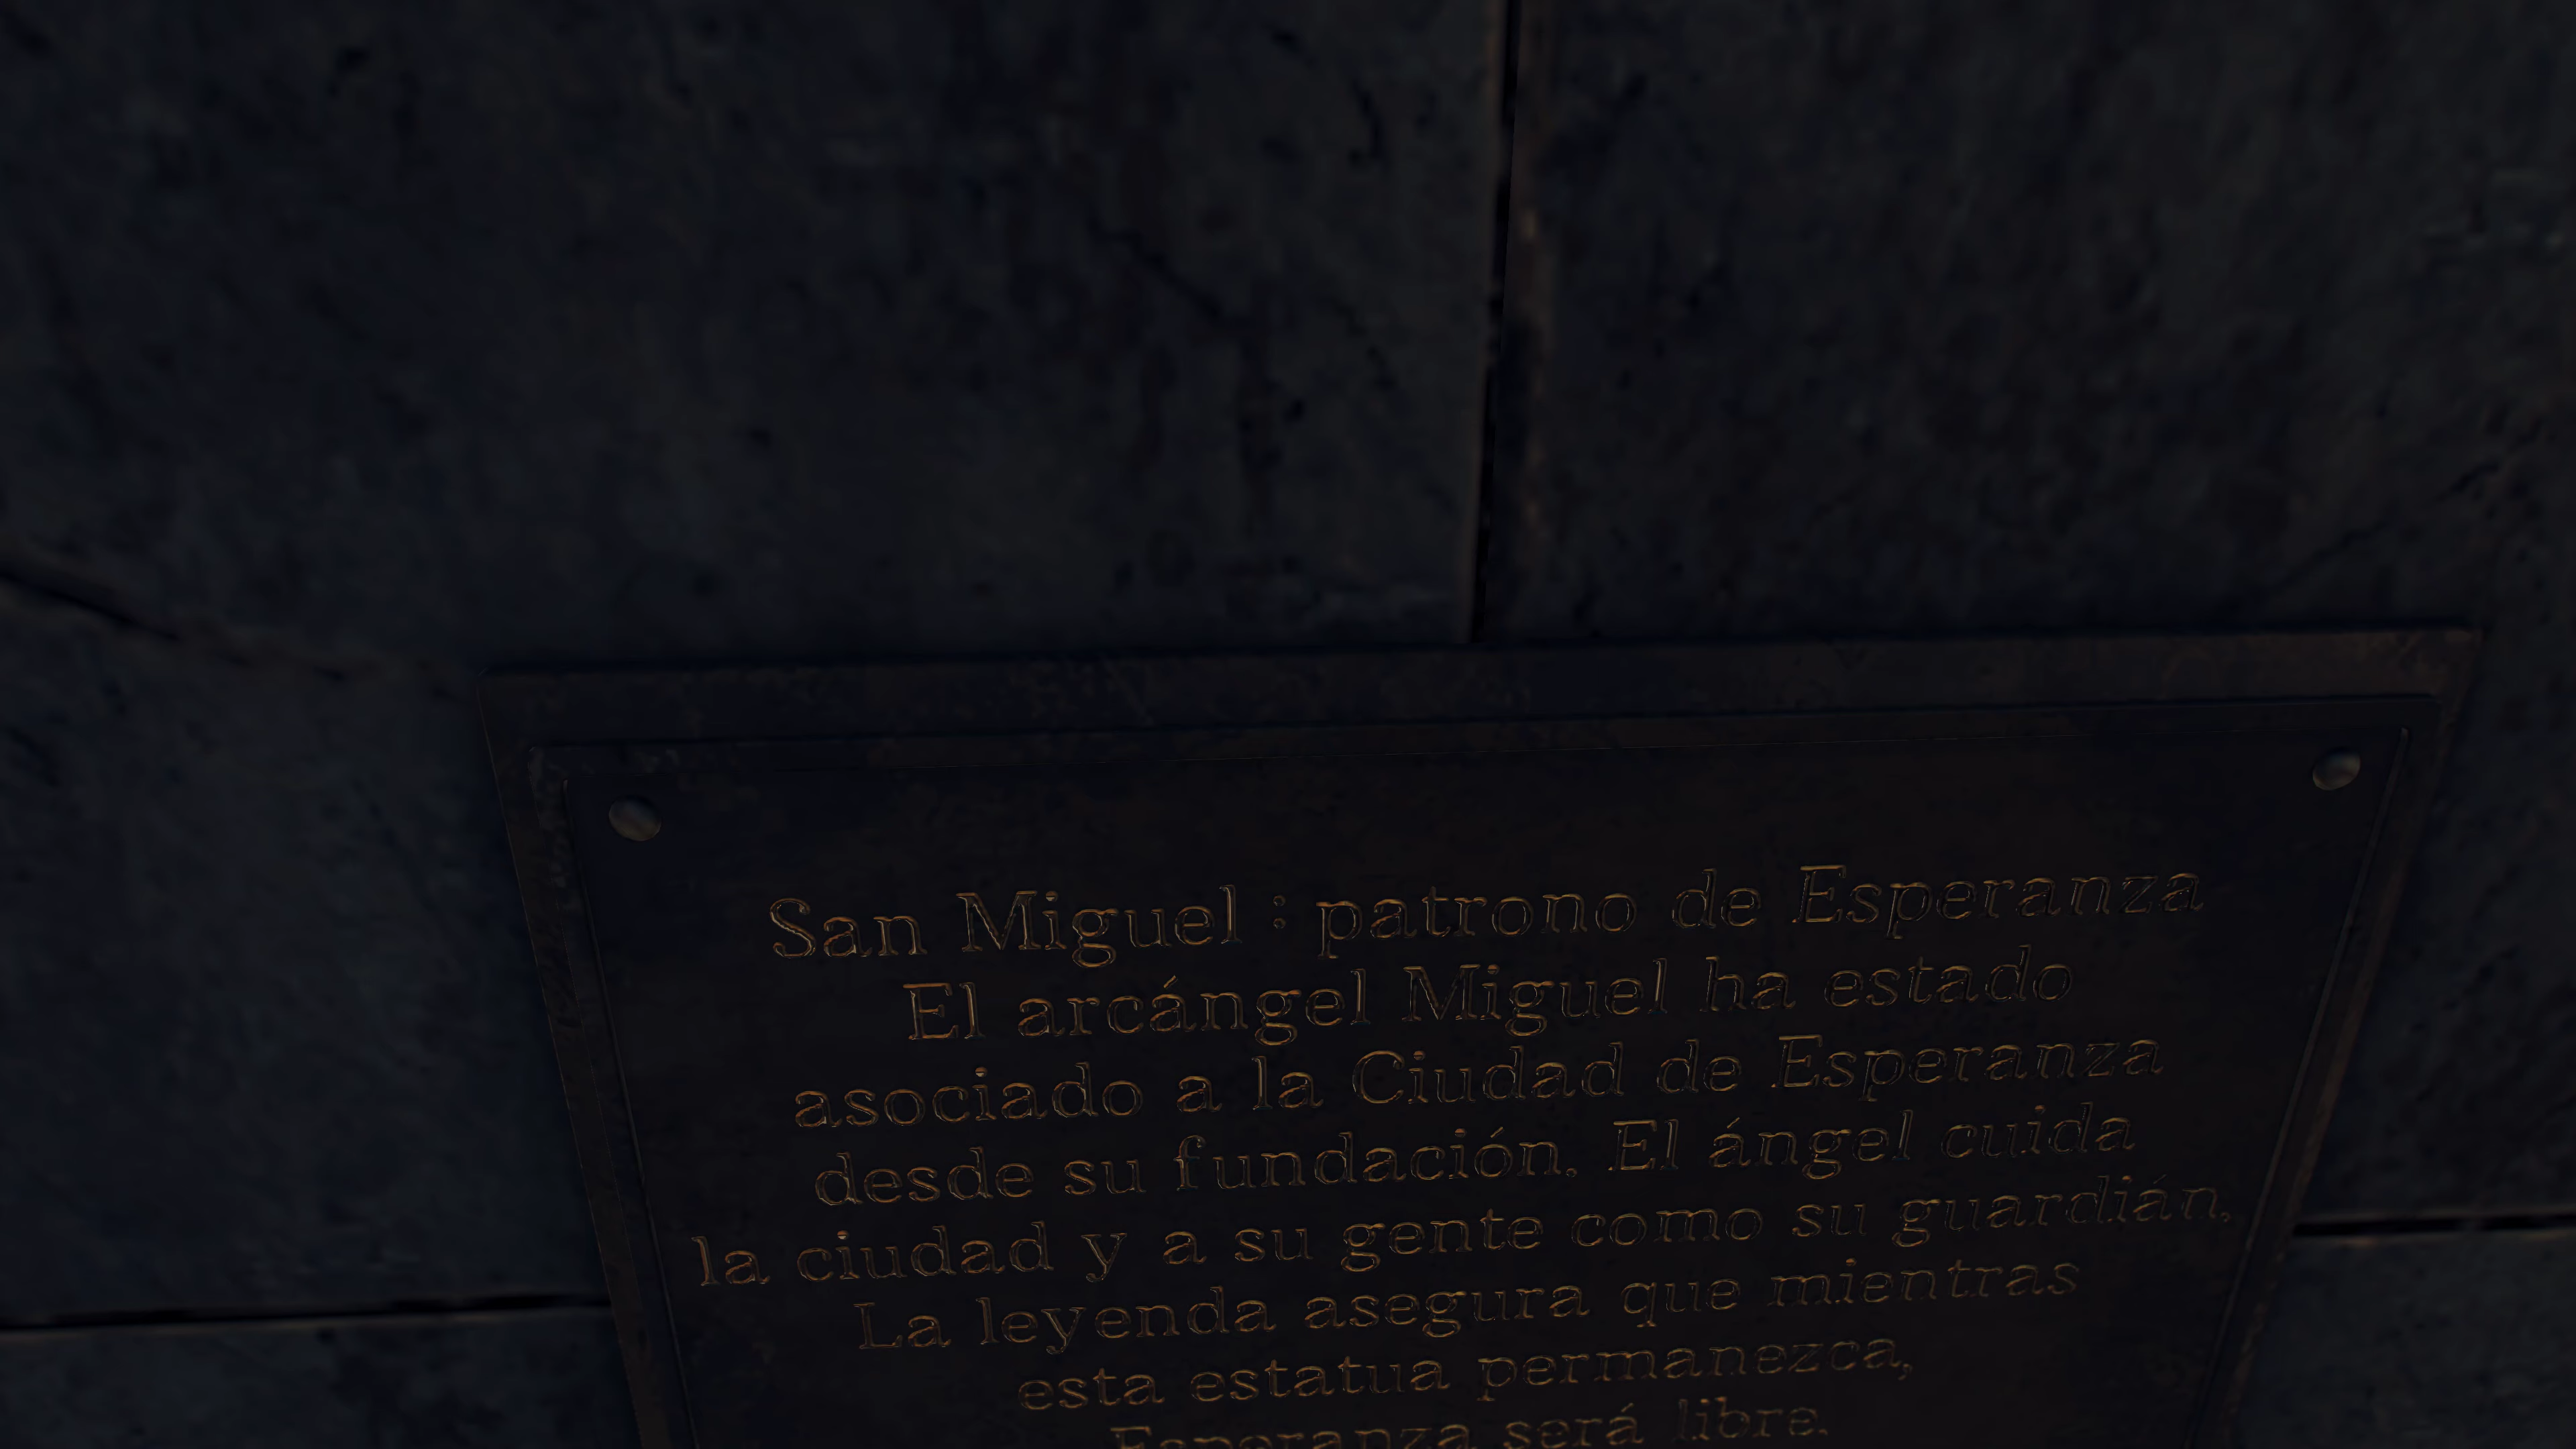 San Miguel : patrono de Esperanza
El arcángel Miguel ha estado
asociado a la Ciudad de Esperanza
desde su fundación. El ángel cuida
la ciudad y a su gente como su guardián.
La leyenda asegura que mientras
esta estatua permanezca,
Esperanza será libre.